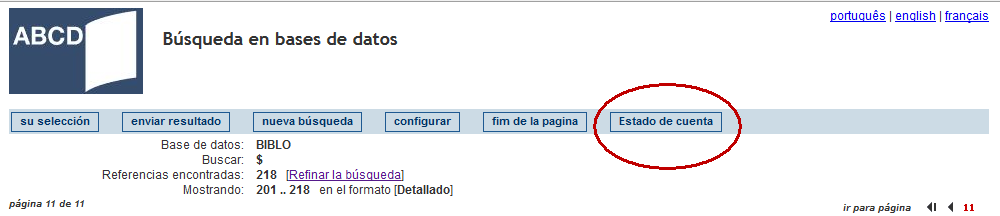 português | english | français
ABCD
Búsqueda en bases de datos
su selección enviar resultado nueva búsqueda configurar fim de la pagina Estado de cuenta
Base de datos: BIBLO
Buscar: $
Referencias encontradas: 218 [Refinar la búsqueda]
Mostrando: 201 .. 218 en el formato [Detallado]
página 11 de 11 ir para página 11